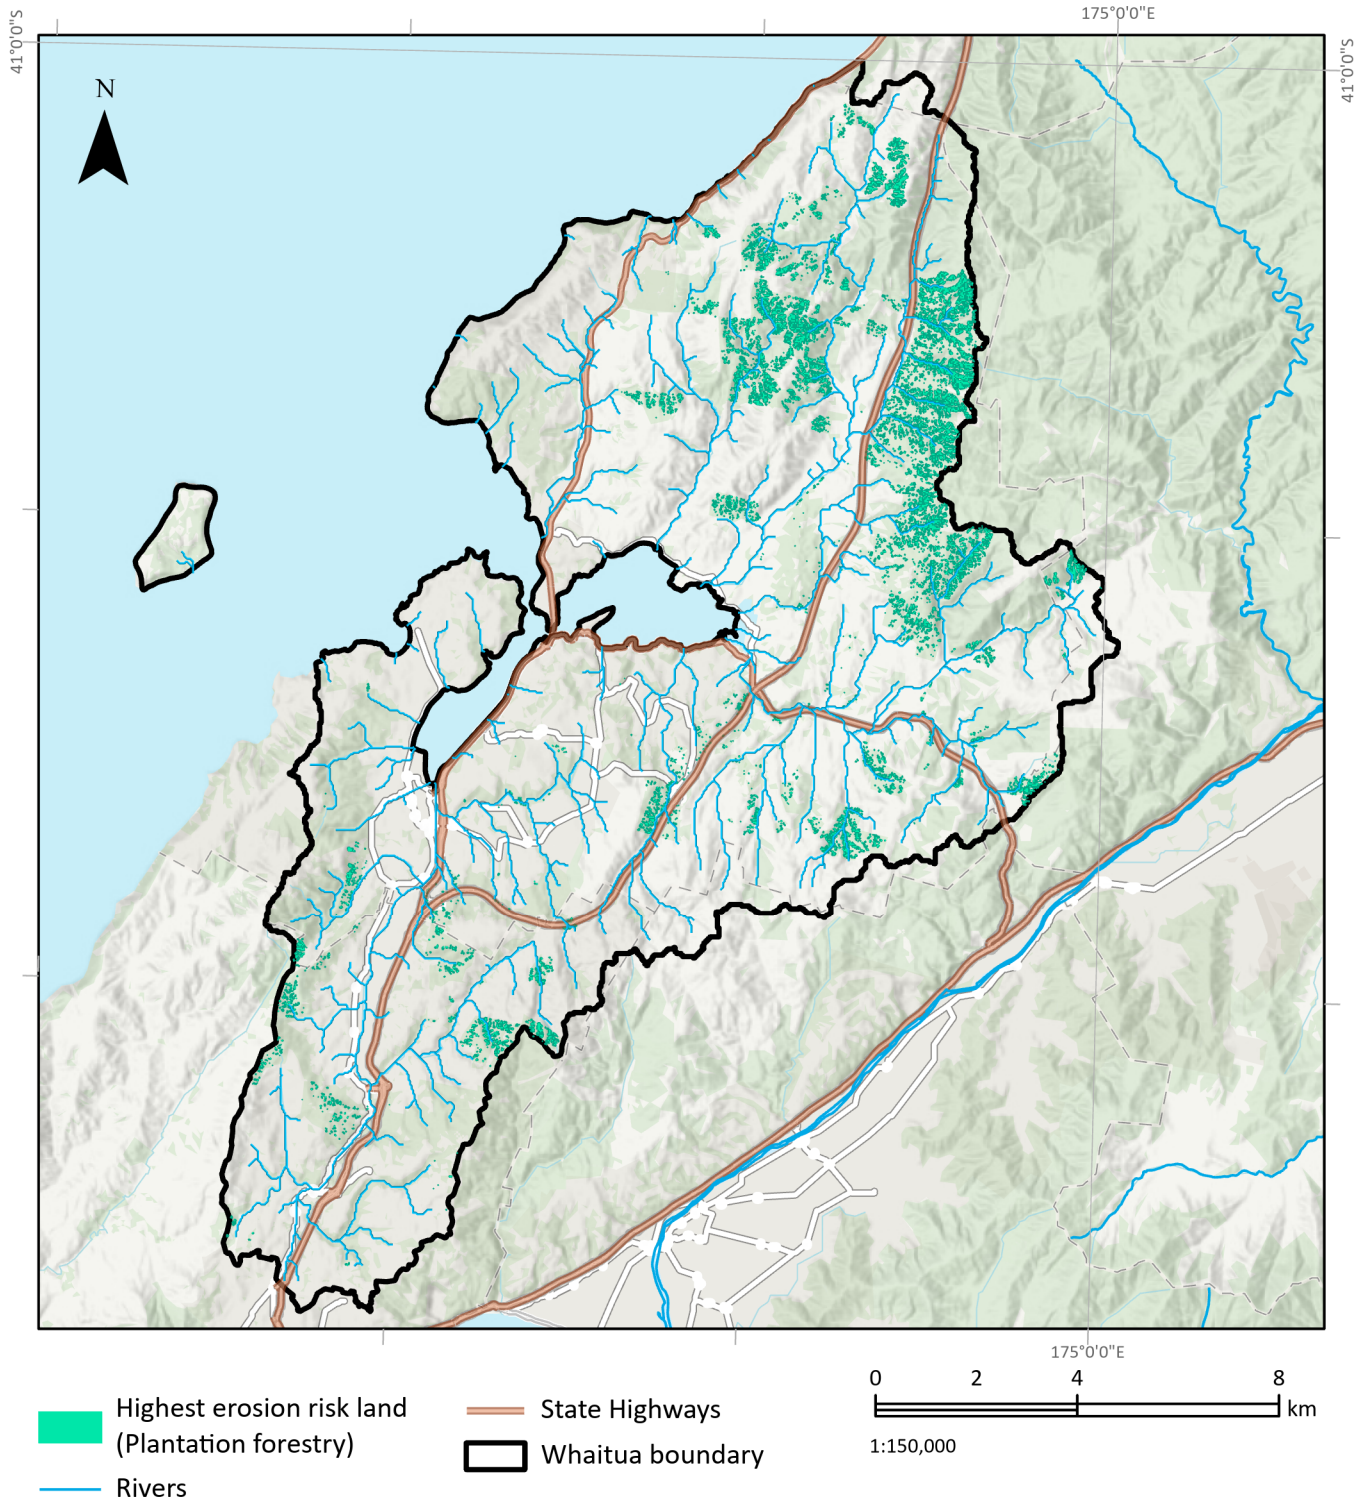 175°0'0"E
41°0'0"S
41°0'0"S
N
175°0'0"E
Highest erosion risk land
(Plantation forestry)
Rivers
State Highways
Whaitua boundary
0 2 4 8
km
1:150,000